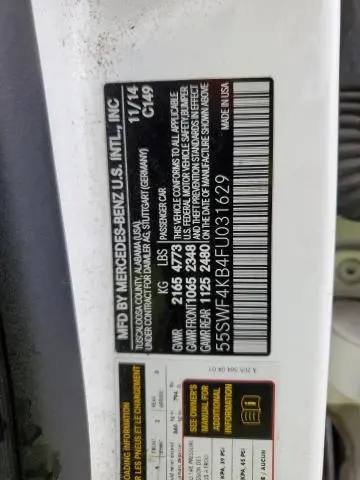 MFD BY MERCEDES-BENZ U.S. INTL., INC
TUSCALOOSA COUNTY, ALABAMA (USA)
UNDER CONTRACT FOR DAIMLER AG, STUTTGART (GERMANY)
11/14
C149
KG LBS
GVWR 2165 4773
GAWR FRONT 1065 2348
GAWR REAR 1125 2480
PASSENGER CAR
THIS VEHICLE CONFORMS TO ALL APPLICABLE
U.S. FEDERAL MOTOR VEHICLE SAFETY, BUMPER
AND THEFT PREVENTION STANDARDS IN EFFECT
ON THE DATE OF MANUFACTURE SHOWN ABOVE
55SWF4KB4FU031629
LOADING INFORMATION
SEE OWNER'S
MANUAL FOR
ADDITIONAL
INFORMATION